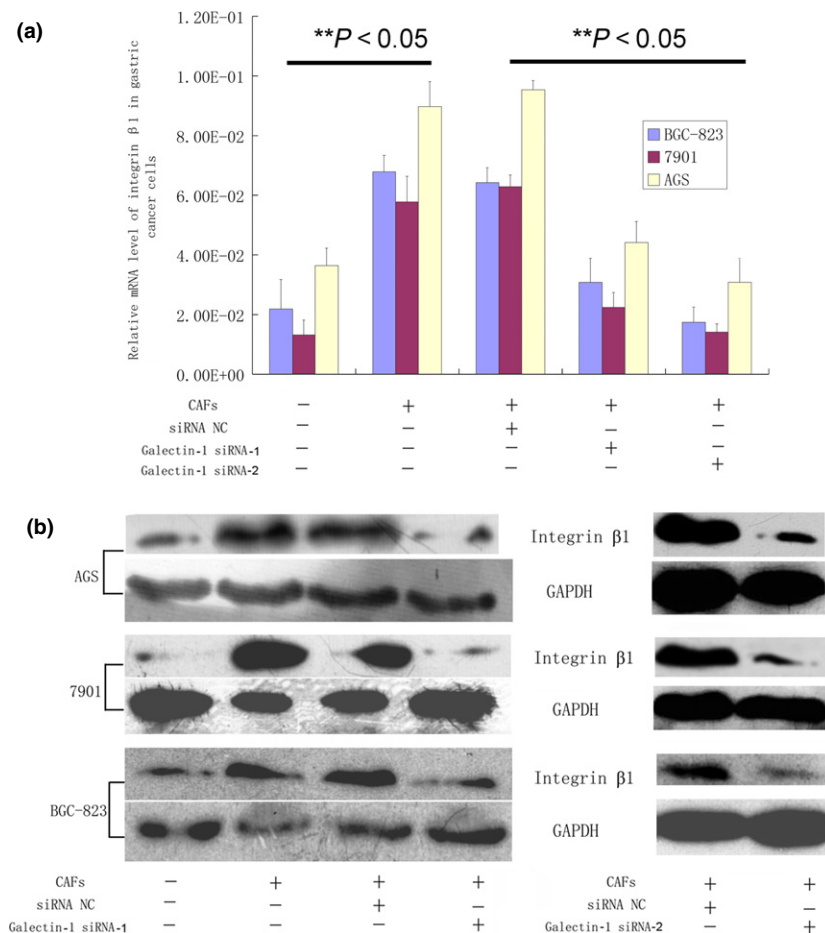 (a)
1.20E-01
1.00E-01
8.00E-02
6.00E-02
4.00E-02
2.00E-02
0.00E+00
Relative mRNA level of integrin β1 in gastric
cancer cells
**P < 0.05
**P < 0.05
BGC-823
7901
AGS
CAFs − + + + +
siRNA NC − − + − −
Galectin-1 siRNA-1 − − − + −
Galectin-1 siRNA-2 − − − − +
(b)
AGS
Integrin β1
GAPDH
7901
Integrin β1
GAPDH
BGC-823
Integrin β1
GAPDH
CAFs − + + +
siRNA NC − − + −
Galectin-1 siRNA-1 − − − +
CAFs + +
siRNA NC + −
Galectin-1 siRNA-2 − +